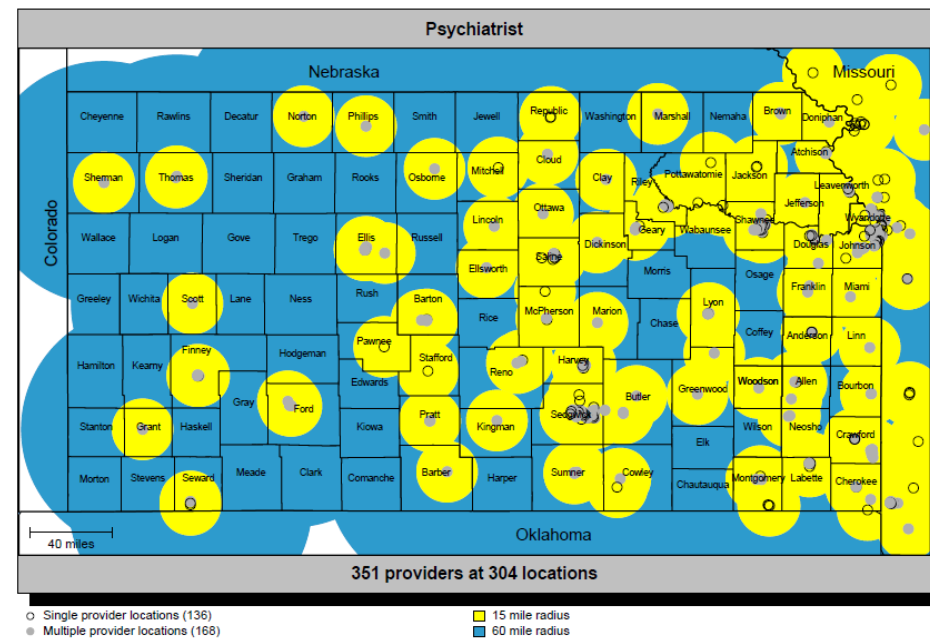 Psychiatrist
Nebraska
Missouri
Cheyenne Rawlins Decatur Norton Phillips Smith Jewell Republic Washington Marshall Nemaha Brown Doniphan
Atchison
Sherman Thomas Sheridan Graham Rooks Osborne Mitchell Cloud Clay Riley Pottawatomie Jackson
Leavenworth
Jefferson Wyandotte
Colorado
Wallace Logan Gove Trego Ellis Russell Lincoln Ottawa Dickinson Geary Wabaunsee Shawnee Douglas Johnson
Saline
Ellsworth Morris Osage
Greeley Wichita Scott Lane Ness Rush Barton McPherson Marion Lyon Franklin Miami
Rice Chase Coffey Anderson Linn
Hamilton Kearny Finney Hodgeman Pawnee Stafford Reno Harvey
Edwards Greenwood Woodson Allen Bourbon
Gray Ford Butler
Stanton Grant Haskell Kiowa Pratt Kingman Sedgwick Wilson Neosho Crawford
Elk
Morton Stevens Seward Meade Clark Comanche Barber Harper Sumner Cowley Chautauqua Montgomery Labette Cherokee
40 miles
Oklahoma
351 providers at 304 locations
Single provider locations (136)
Multiple provider locations (168)
15 mile radius
60 mile radius